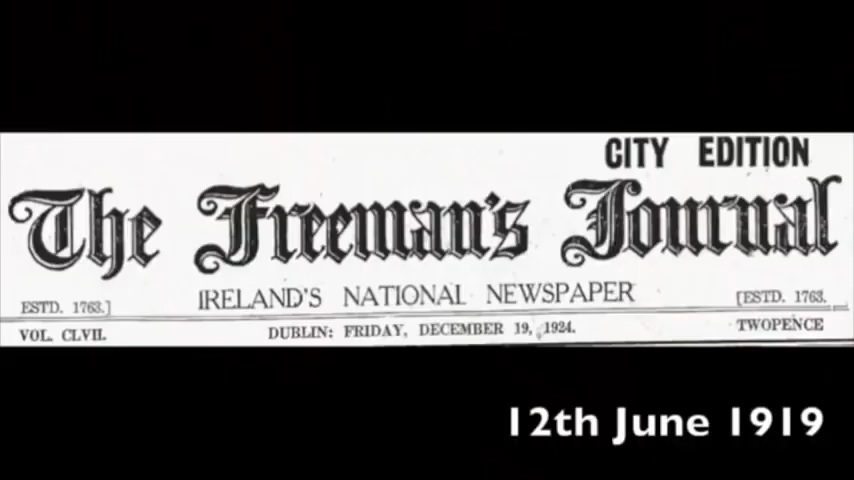 CITY EDITION
The Freeman's Journal
ESTD. 1763.] IRELAND'S NATIONAL NEWSPAPER [ESTD. 1763.
VOL. CLVII. DUBLIN: FRIDAY, DECEMBER 19, 1924. TWOPENCE
12th June 1919